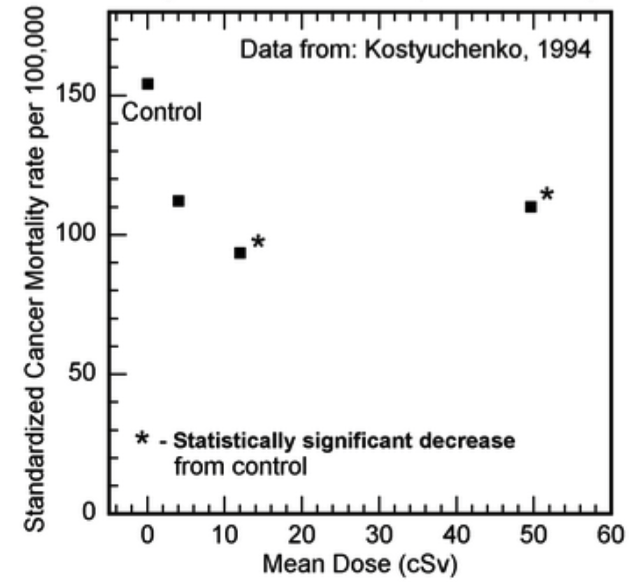 Standardized Cancer Mortality rate per 100,000
Data from: Kostyuchenko, 1994
150
Control
100
*
*
50
* - Statistically significant decrease
from control
0
0 10 20 30 40 50 60
Mean Dose (cSv)